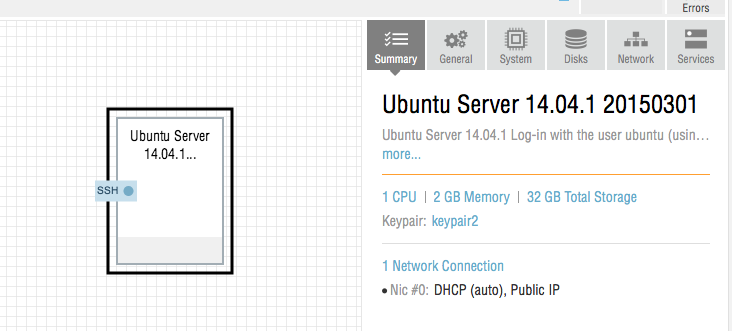 Errors
Summary
General
System
Disks
Network
Services
Ubuntu Server 14.04.1 20150301
Ubuntu Server 14.04.1 Log-in with the user ubuntu (usin…
more...
1 CPU | 2 GB Memory | 32 GB Total Storage
Keypair: keypair2
1 Network Connection
• Nic #0: DHCP (auto), Public IP
Ubuntu Server
14.04.1...
SSH